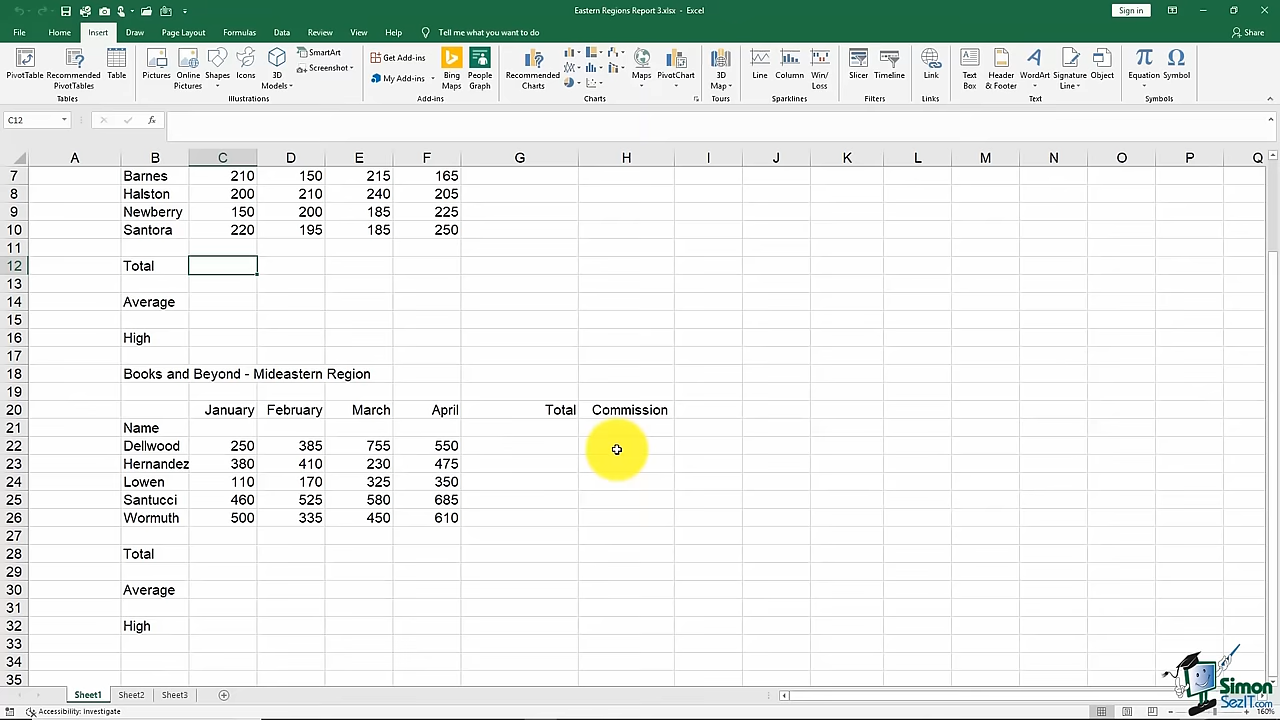 Eastern Regions Report 3.xlsx - Excel
Sign in
File Home Insert Draw Page Layout Formulas Data Review View Help Tell me what you want to do Share
PivotTable Recommended PivotTables Table Tables
Pictures Online Pictures Shapes Icons 3D Models SmartArt Screenshot Illustrations
Get Add-ins My Add-ins Bing Maps People Graph Add-ins
Recommended Charts Maps PivotChart Charts
3D Map Tours
Line Column Win/Loss Sparklines
Slicer Timeline Filters
Link Links
Text Box Header & Footer WordArt Signature Line Object Text
Equation Symbol Symbols
C12 fx
A B C D E F G H I J K L M N O P Q
7 Barnes 210 150 215 165
8 Halston 200 210 240 205
9 Newberry 150 200 185 225
10 Santora 220 195 185 250
11
12 Total
13
14 Average
15
16 High
17
18 Books and Beyond - Mideastern Region
19
20 January February March April Total Commission
21 Name
22 Dellwood 250 385 755 550
23 Hernandez 380 410 230 475
24 Lowen 110 170 325 350
25 Santucci 460 525 580 685
26 Wormuth 500 335 450 610
27
28 Total
29
30 Average
31
32 High
33
34
35
Sheet1 Sheet2 Sheet3
Accessibility: Investigate
160%
Simon
SezIT.com